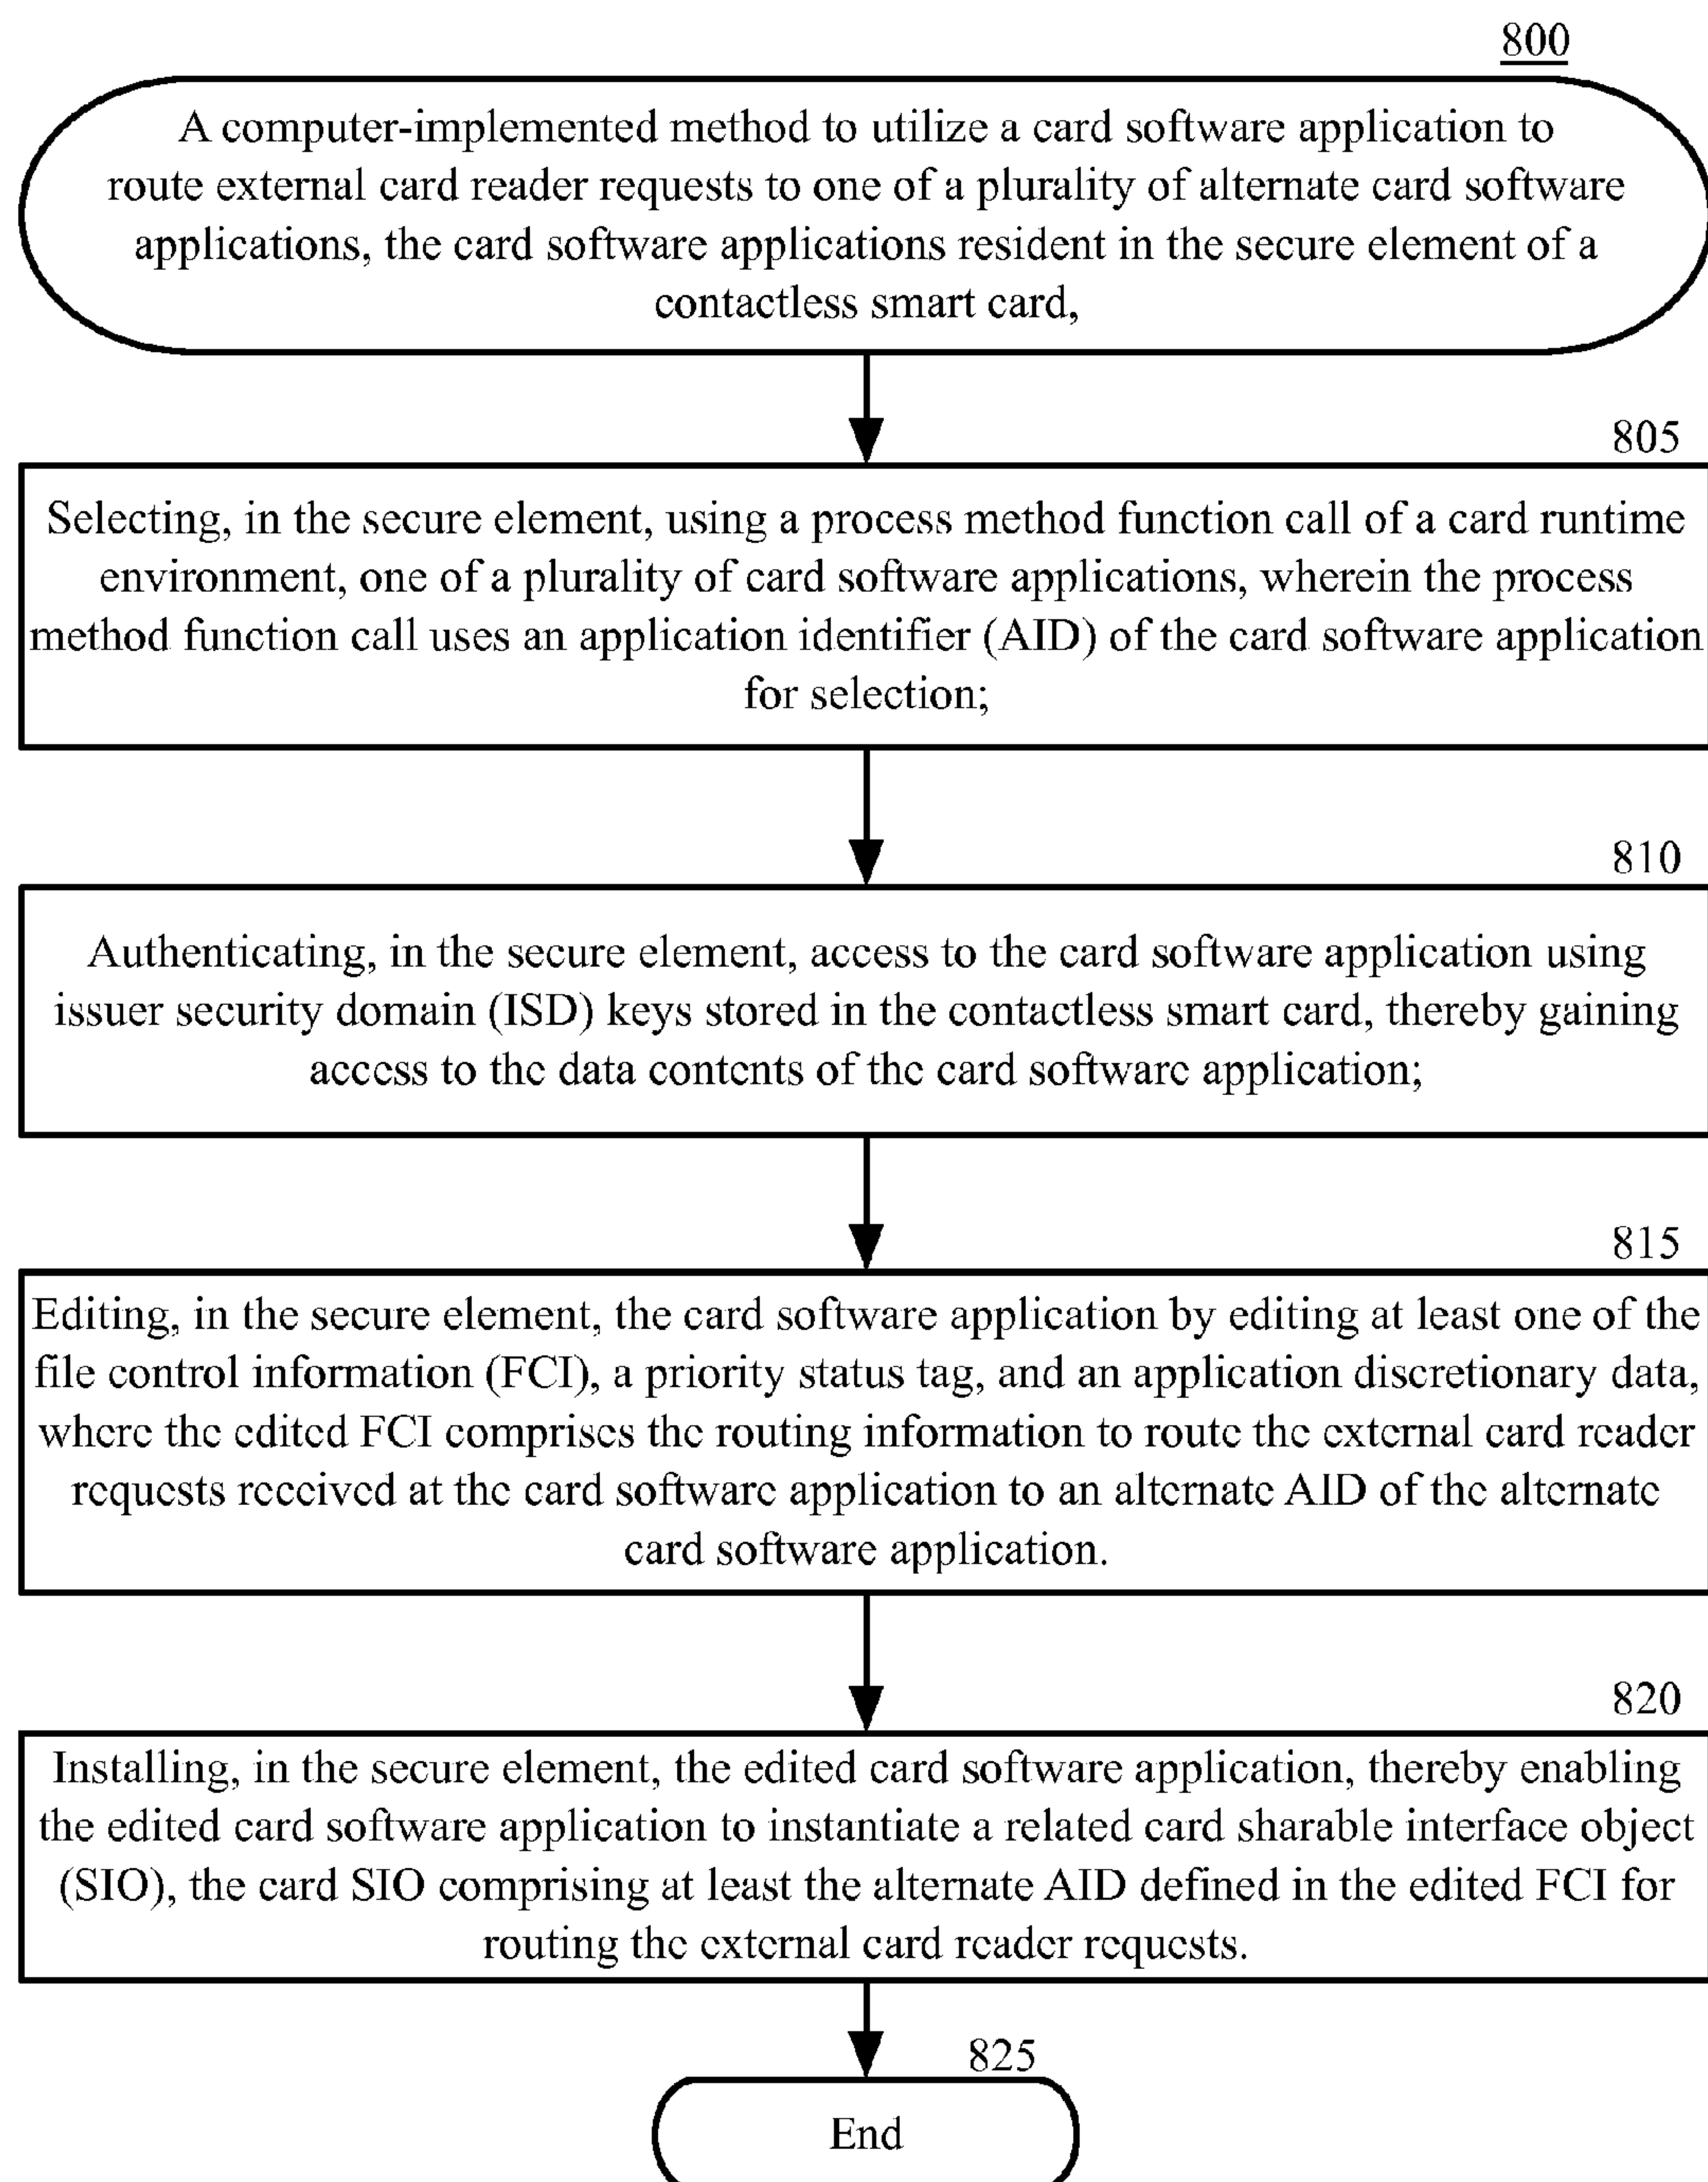 800
A computer-implemented method to utilize a card software application to
route external card reader requests to one of a plurality of alternate card software
applications, the card software applications resident in the secure element of a
contactless smart card,
805
Selecting, in the secure element, using a process method function call of a card runtime
environment, one of a plurality of card software applications, wherein the process
method function call uses an application identifier (AID) of the card software application
for selection;
810
Authenticating, in the secure element, access to the card software application using
issuer security domain (ISD) keys stored in the contactless smart card, thereby gaining
access to the data contents of the card software application;
815
Editing, in the secure element, the card software application by editing at least one of the
file control information (FCI), a priority status tag, and an application discretionary data,
where the edited FCI comprises the routing information to route the external card reader
requests received at the card software application to an alternate AID of the alternate
card software application.
820
Installing, in the secure element, the edited card software application, thereby enabling
the edited card software application to instantiate a related card sharable interface object
(SIO), the card SIO comprising at least the alternate AID defined in the edited FCI for
routing the external card reader requests.
825
End